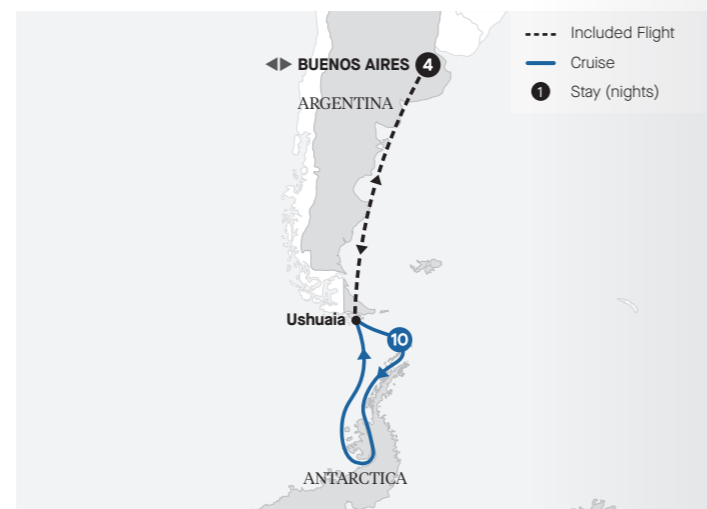 Included Flight
Cruise
1 Stay (nights)
BUENOS AIRES 4
ARGENTINA
Ushuaia
10
ANTARCTICA